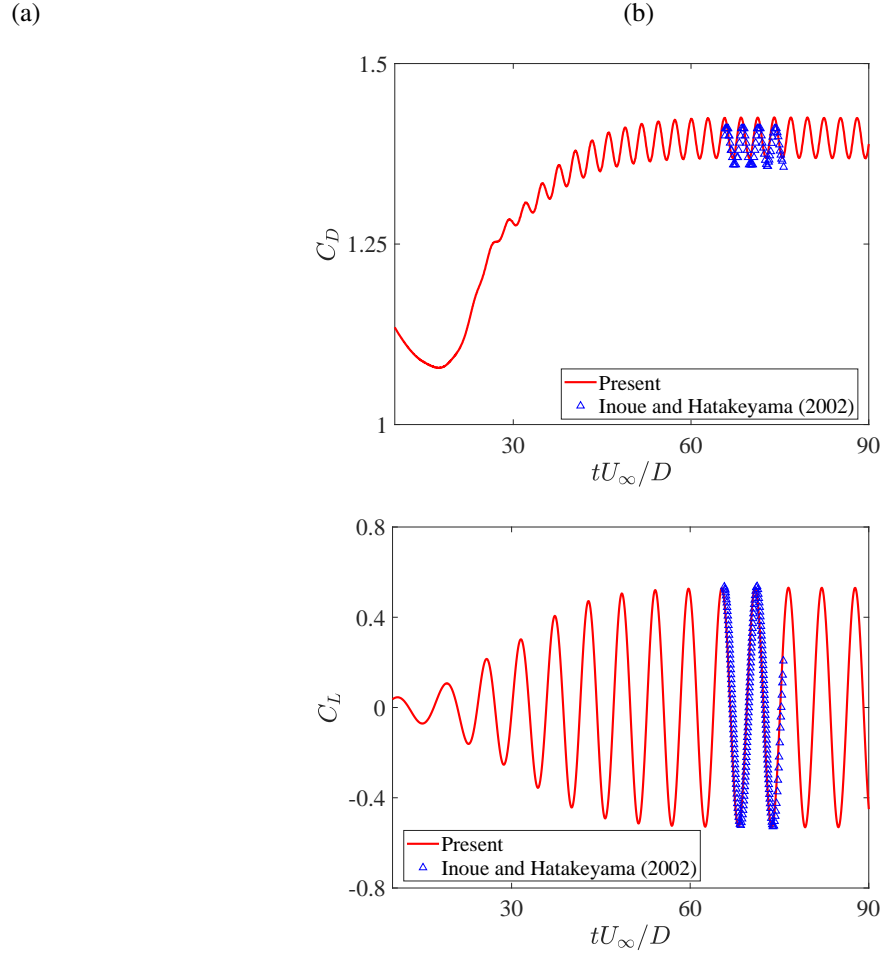 (a) (b)
1.5
1.25
1
C_D
Present
Inoue and Hatakeyama (2002)
30 60 90
tU_∞/D
0.8
0.4
0
-0.4
-0.8
C_L
Present
Inoue and Hatakeyama (2002)
30 60 90
tU_∞/D